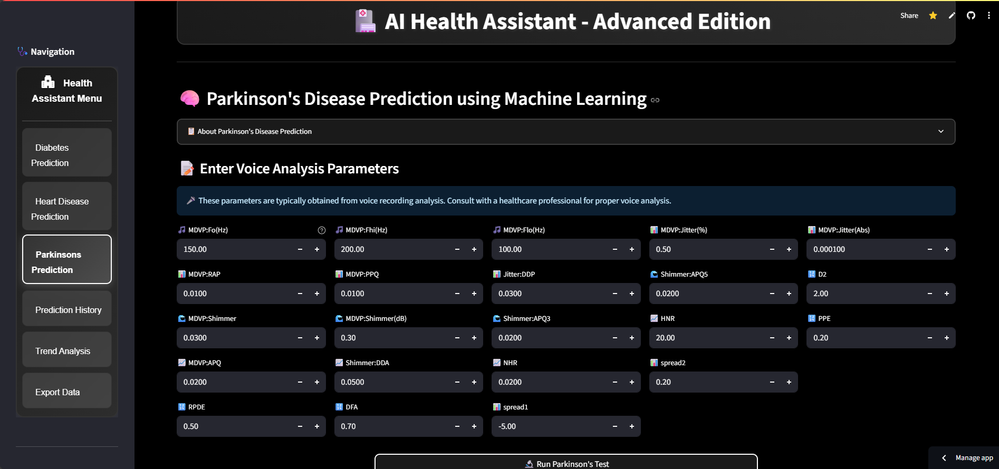 AI Health Assistant - Advanced Edition
Share
Navigation
Health
Assistant Menu
Diabetes
Prediction
Heart Disease
Prediction
Parkinsons
Prediction
Prediction History
Trend Analysis
Export Data
Parkinson's Disease Prediction using Machine Learning
About Parkinson's Disease Prediction
Enter Voice Analysis Parameters
These parameters are typically obtained from voice recording analysis. Consult with a healthcare professional for proper voice analysis.
MDVP:Fo(Hz) MDVP:Fhi(Hz) MDVP:Flo(Hz) MDVP:Jitter(%) MDVP:Jitter(Abs)
150.00 − + 200.00 − + 100.00 − + 0.50 − + 0.000100 − +
MDVP:RAP MDVP:PPQ Jitter:DDP Shimmer:APQ5 D2
0.0100 − + 0.0100 − + 0.0300 − + 0.0200 − + 2.00 − +
MDVP:Shimmer MDVP:Shimmer(dB) Shimmer:APQ3 HNR PPE
0.0300 − + 0.30 − + 0.0200 − + 20.00 − + 0.20 − +
MDVP:APQ Shimmer:DDA NHR spread2
0.0200 − + 0.0500 − + 0.0200 − + 0.20 − +
RPDE DFA spread1
0.50 − + 0.70 − + -5.00 − +
Run Parkinson's Test
Manage app